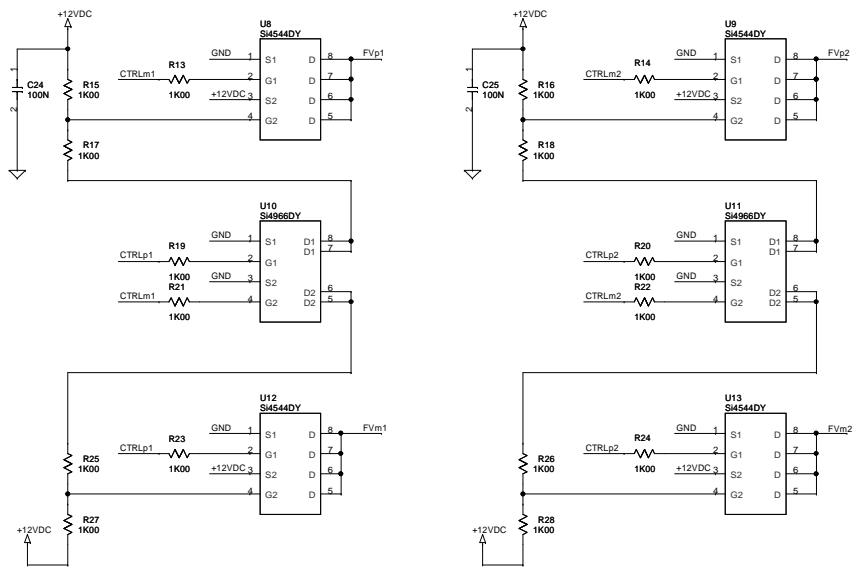 +12VDC
U8
Si4544DY
C24
100N
1
2
R15
1K00
R17
1K00
CTRLm1
R13
1K00
GND
+12VDC
1 S1 D 8
2 G1 D 7
3 S2 D 6
4 G2 D 5
FVp1
U10
Si4966DY
GND
CTRLp1
R19
1K00
GND
CTRLm1
R21
1K00
1 S1 D1 8
D1 7
2 G1
3 S2
D2 6
4 G2 D2 5
U12
Si4544DY
GND
CTRLp1
R23
1K00
+12VDC
1 S1 D 8
2 G1 D 7
3 S2 D 6
4 G2 D 5
FVm1
R25
1K00
R27
1K00
+12VDC
+12VDC
U9
Si4544DY
C25
100N
1
2
R16
1K00
R18
1K00
CTRLm2
R14
1K00
GND
+12VDC
1 S1 D 8
2 G1 D 7
3 S2 D 6
4 G2 D 5
FVp2
U11
Si4966DY
GND
CTRLp2
R20
1K00
GND
CTRLm2
R22
1K00
1 S1 D1 8
D1 7
2 G1
3 S2
D2 6
4 G2 D2 5
U13
Si4544DY
GND
CTRLp2
R24
1K00
+12VDC
1 S1 D 8
2 G1 D 7
3 S2 D 6
4 G2 D 5
FVm2
R26
1K00
R28
1K00
+12VDC